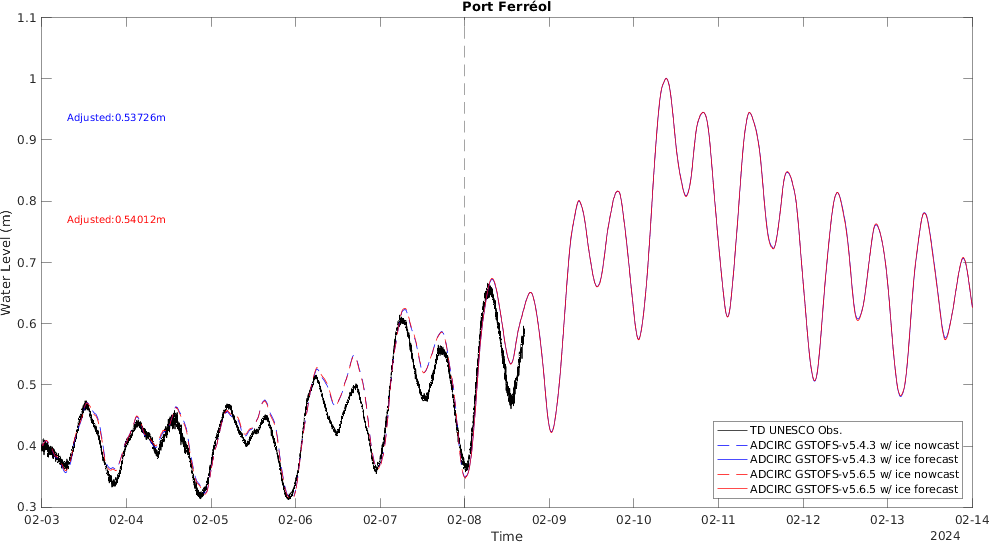 Port Ferréol
1.1
1
0.9
0.8
0.7
0.6
0.5
0.4
0.3
Water Level (m)
Adjusted:0.53726m
Adjusted:0.54012m
TD UNESCO Obs.
ADCIRC GSTOFS-v5.4.3 w/ ice nowcast
ADCIRC GSTOFS-v5.4.3 w/ ice forecast
ADCIRC GSTOFS-v5.6.5 w/ ice nowcast
ADCIRC GSTOFS-v5.6.5 w/ ice forecast
02-03 02-04 02-05 02-06 02-07 02-08 02-09 02-10 02-11 02-12 02-13 02-14
Time
2024